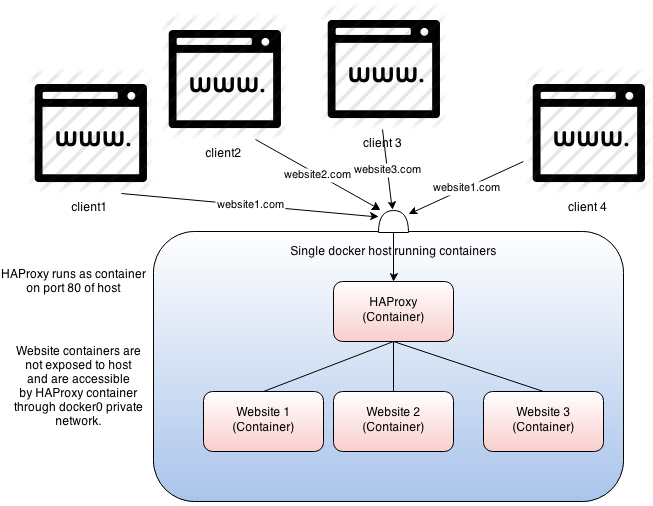 www.
www.
www.
www.
client1
client2
client 3
client 4
website1.com
website2.com
website3.com
website1.com
Single docker host running containers
HAProxy runs as container
on port 80 of host
HAProxy
(Container)
Website containers are
not exposed to host
and are accessible
by HAProxy container
through docker0 private
network.
Website 1
(Container)
Website 2
(Container)
Website 3
(Container)